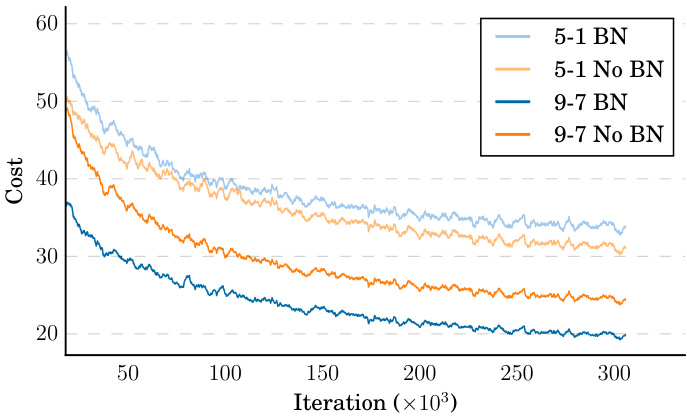 60
50
40
30
20
Cost
5-1 BN
5-1 No BN
9-7 BN
9-7 No BN
50 100 150 200 250 300
Iteration (×10³)